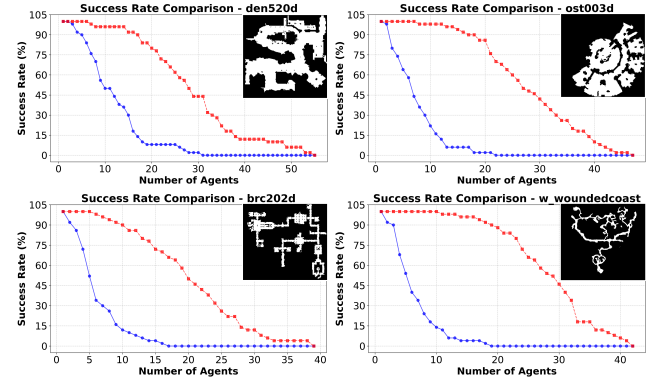 Success Rate Comparison - den520d
Success Rate (%)
105
90
75
60
45
30
15
0
0 10 20 30 40 50
Number of Agents
Success Rate Comparison - ost003d
Success Rate (%)
105
90
75
60
45
30
15
0
0 10 20 30 40
Number of Agents
Success Rate Comparison - brc202d
Success Rate (%)
105
90
75
60
45
30
15
0
0 5 10 15 20 25 30 35 40
Number of Agents
Success Rate Comparison - w_woundedcoast
Success Rate (%)
105
90
75
60
45
30
15
0
0 10 20 30 40
Number of Agents